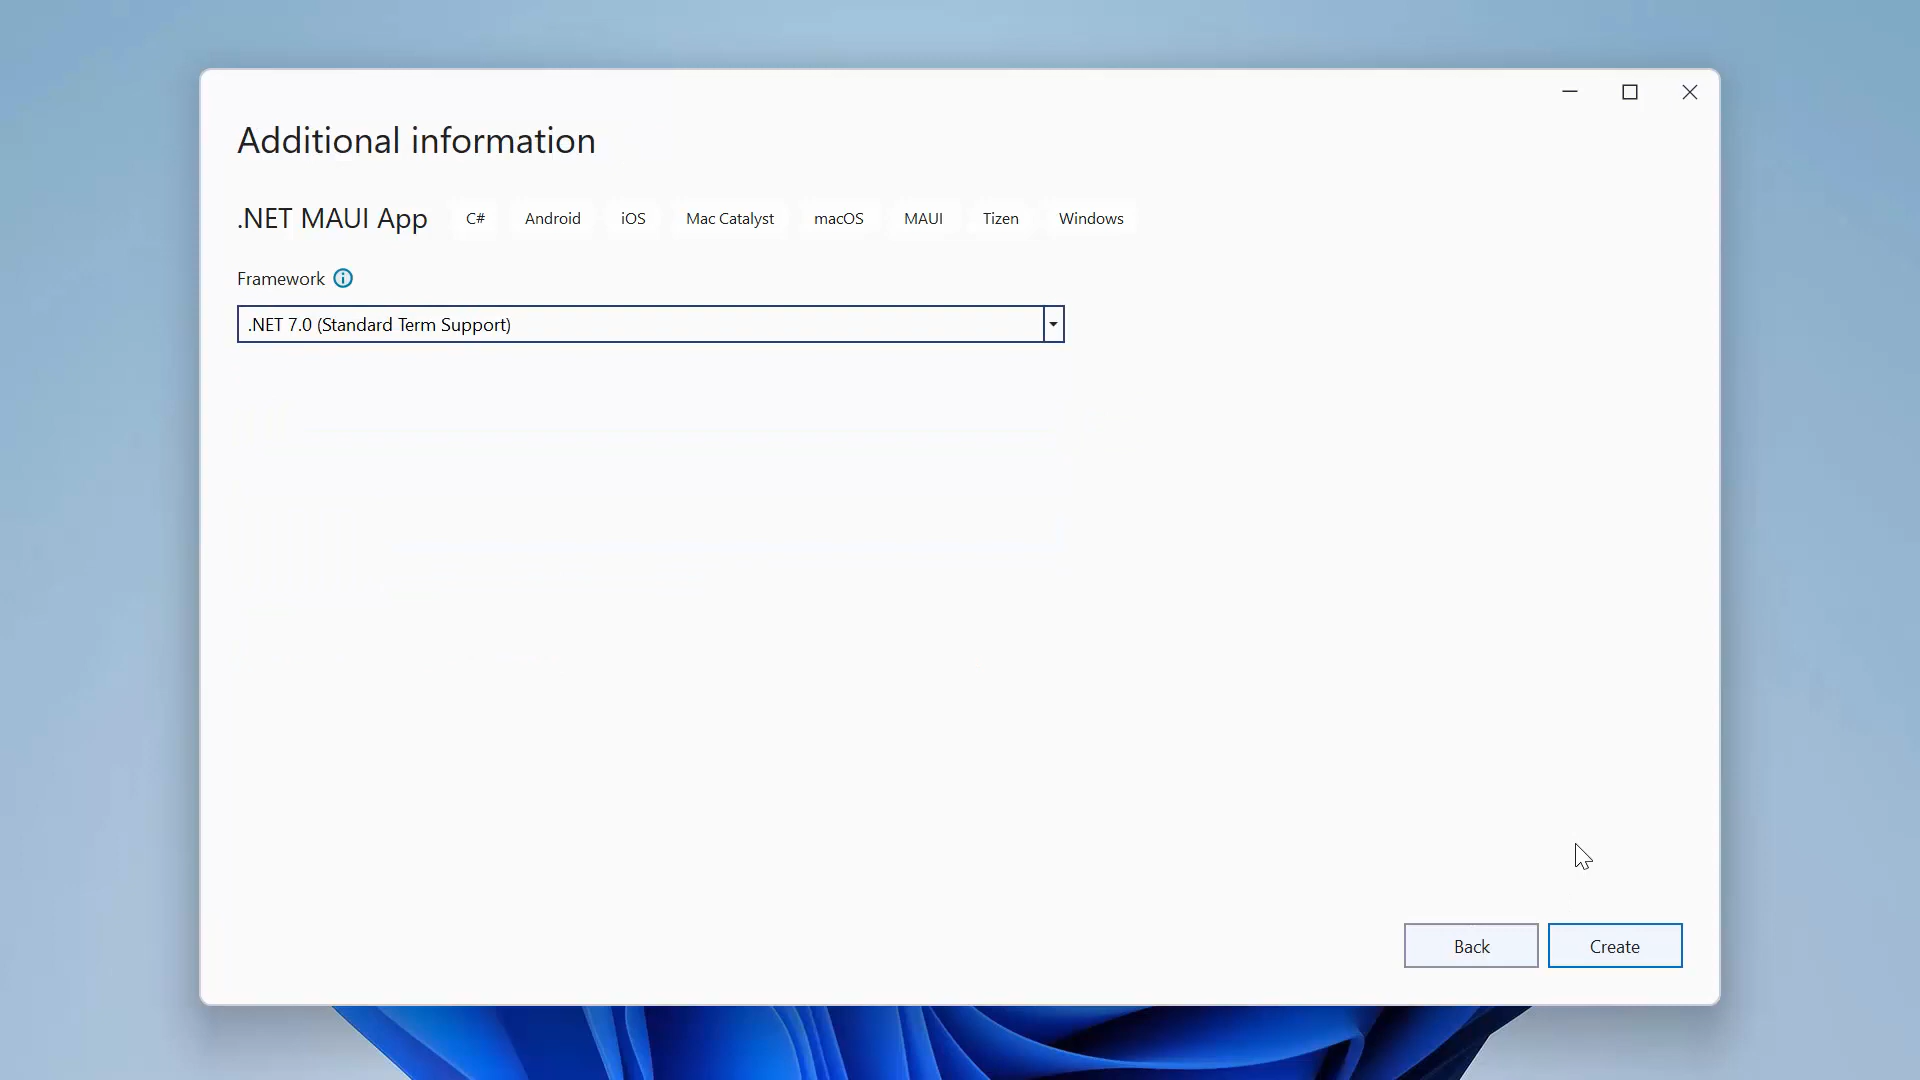 Additional information
.NET MAUI App C# Android iOS Mac Catalyst macOS MAUI Tizen Windows
Framework
.NET 7.0 (Standard Term Support)
Back Create